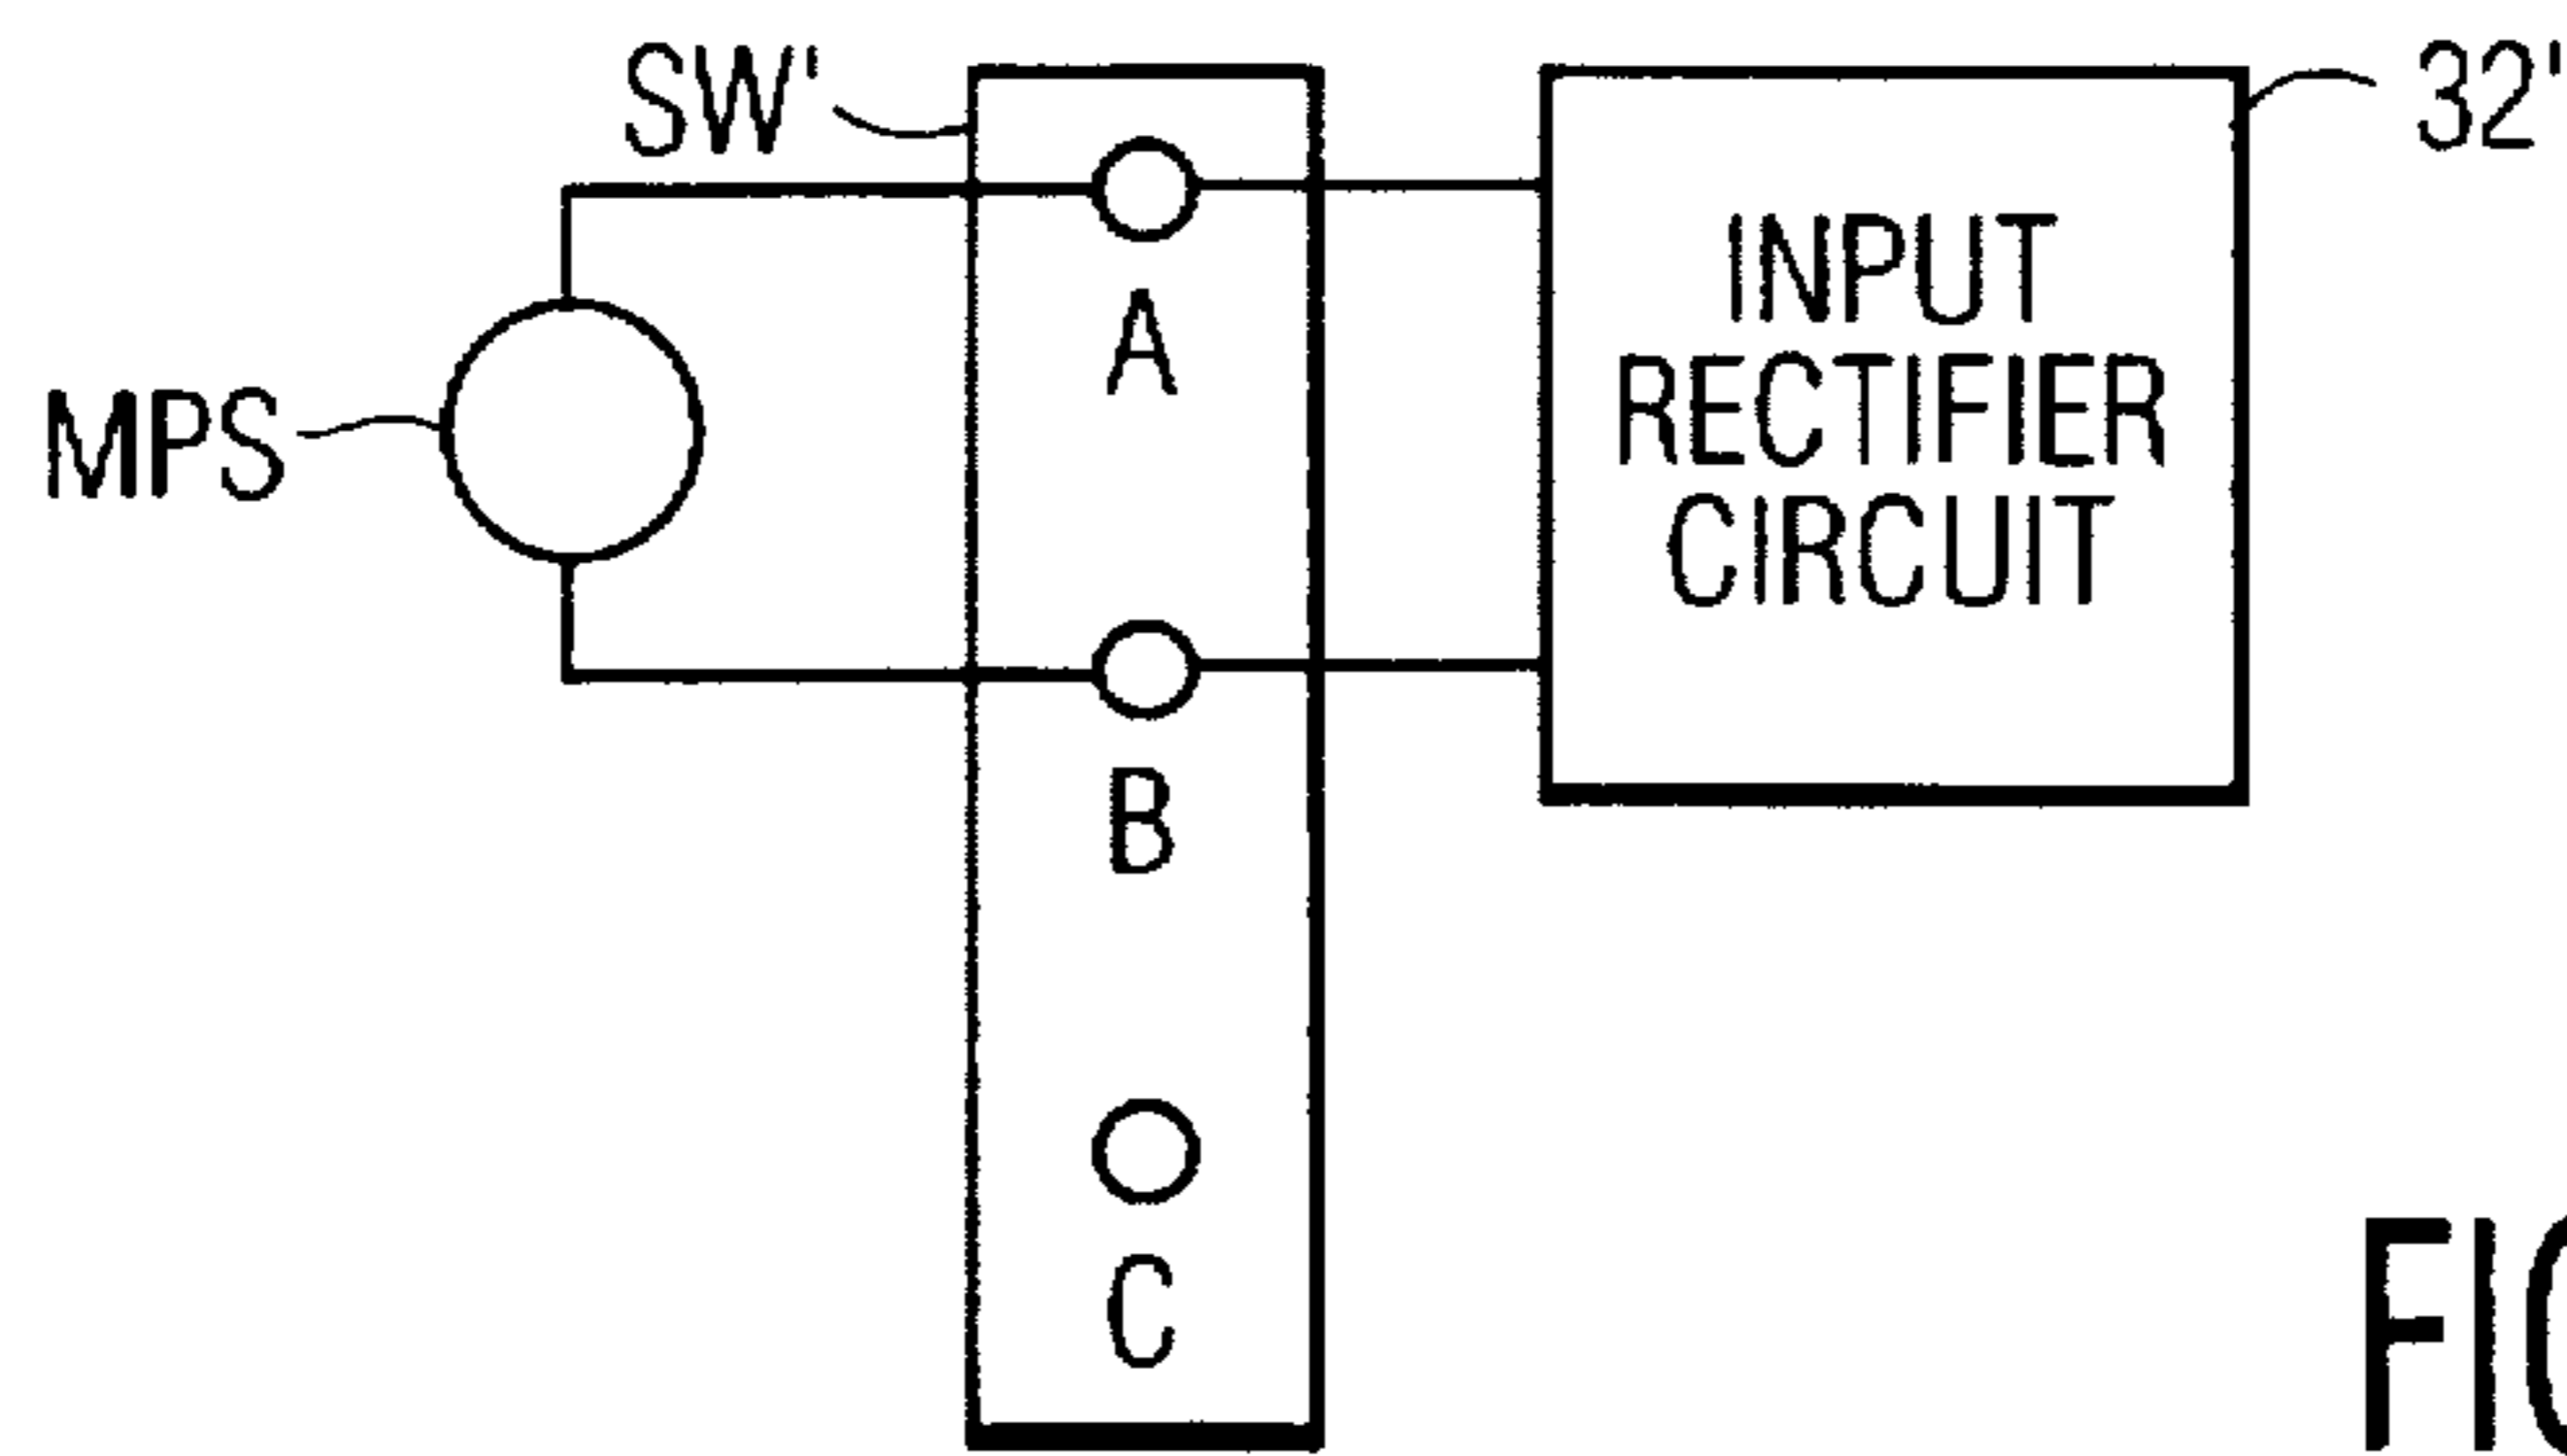 SW'
32'
A
INPUT
RECTIFIER
CIRCUIT
MPS
B
C